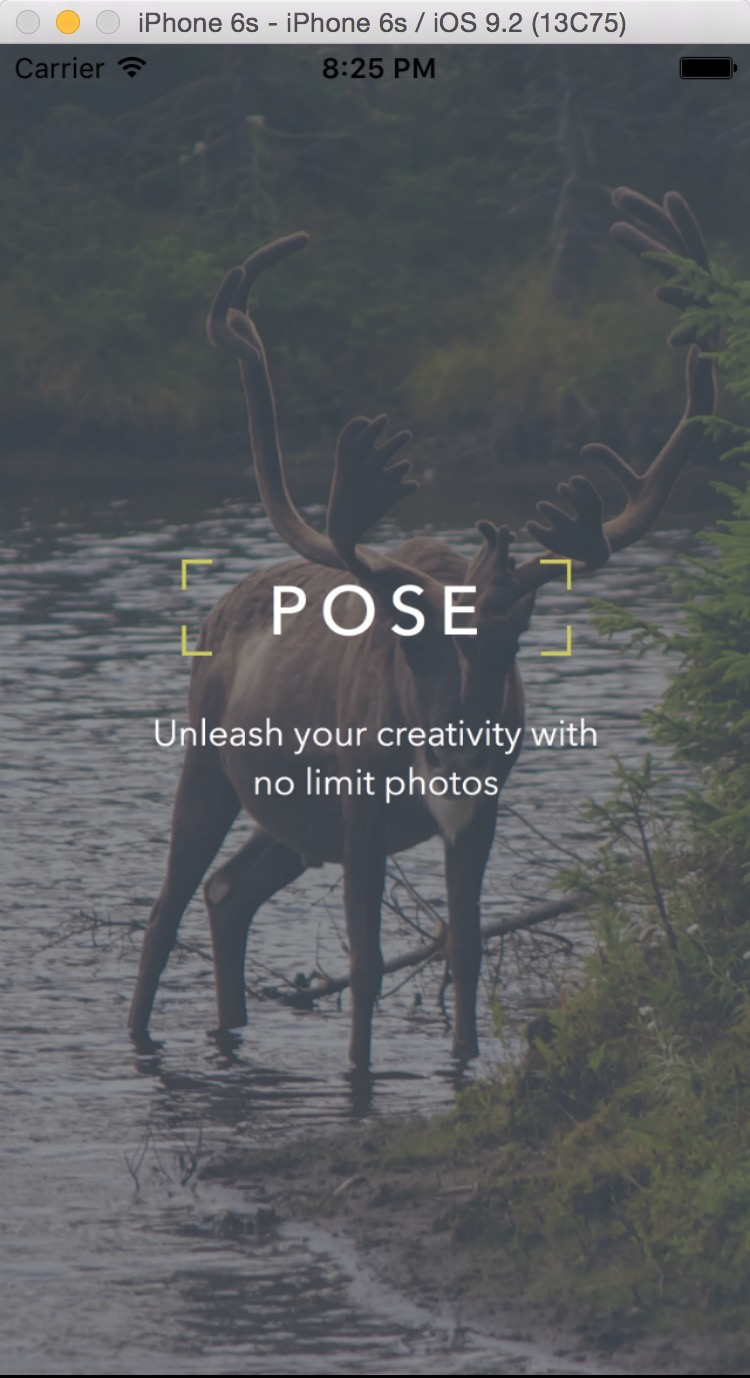 iPhone 6s - iPhone 6s / iOS 9.2 (13C75)
Carrier 8:25 PM
POSE
Unleash your creativity with
no limit photos